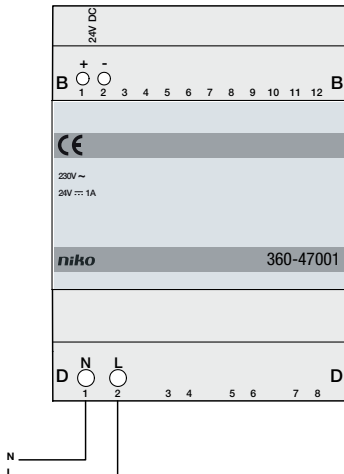 24V DC
+ -
B B
1 2 3 4 5 6 7 8 9 10 11 12
CE
230V ~
24V ⎓ 1A
niko 360-47001
N L
D D
1 2 3 4 5 6 7 8
N
L